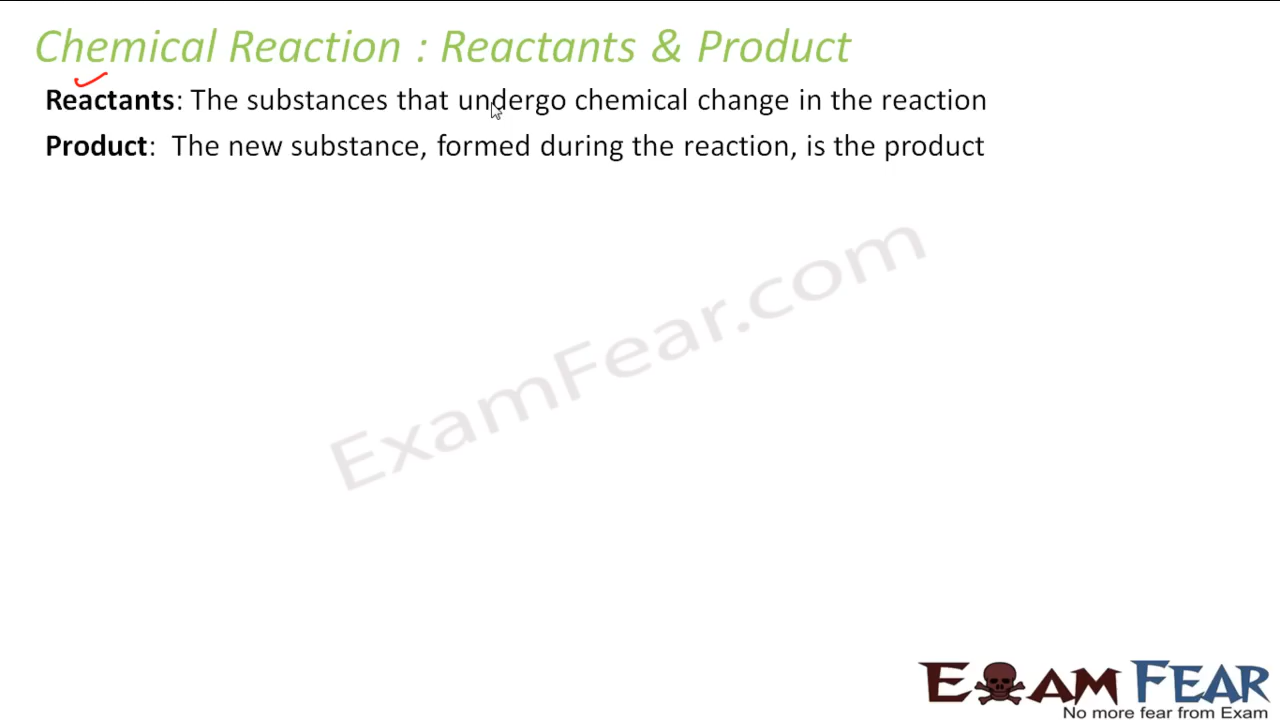 Chemical Reaction : Reactants & Product
Reactants: The substances that undergo chemical change in the reaction
Product: The new substance, formed during the reaction, is the product
ExamFear.com
EXAM FEAR
No more fear from Exam